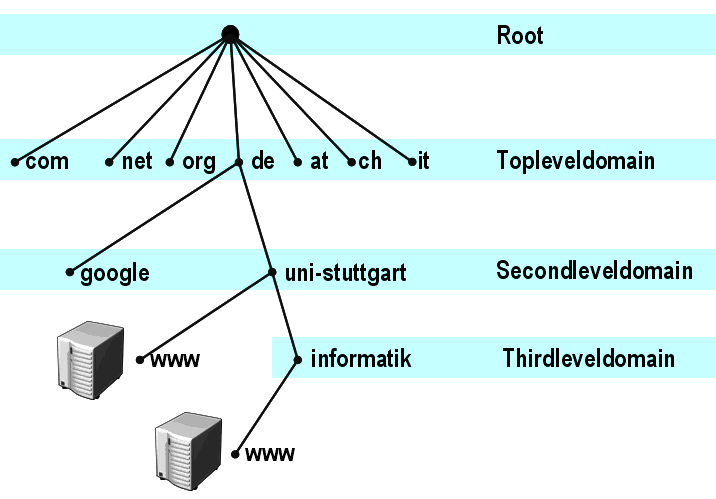 Root
com net org de at ch it Topleveldomain
google uni-stuttgart Secondleveldomain
www informatik Thirdleveldomain
www